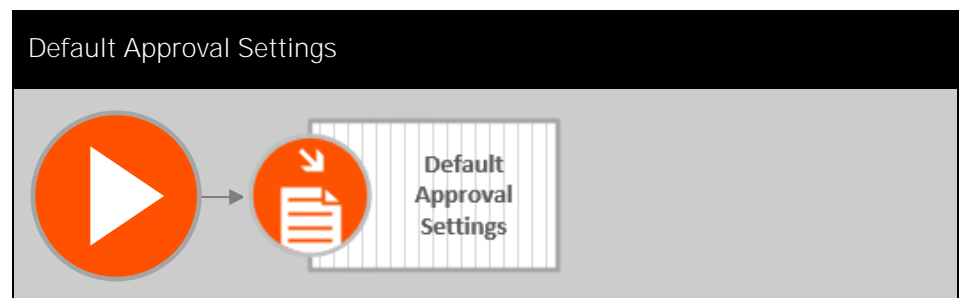 Default Approval Settings
Default
Approval
Settings